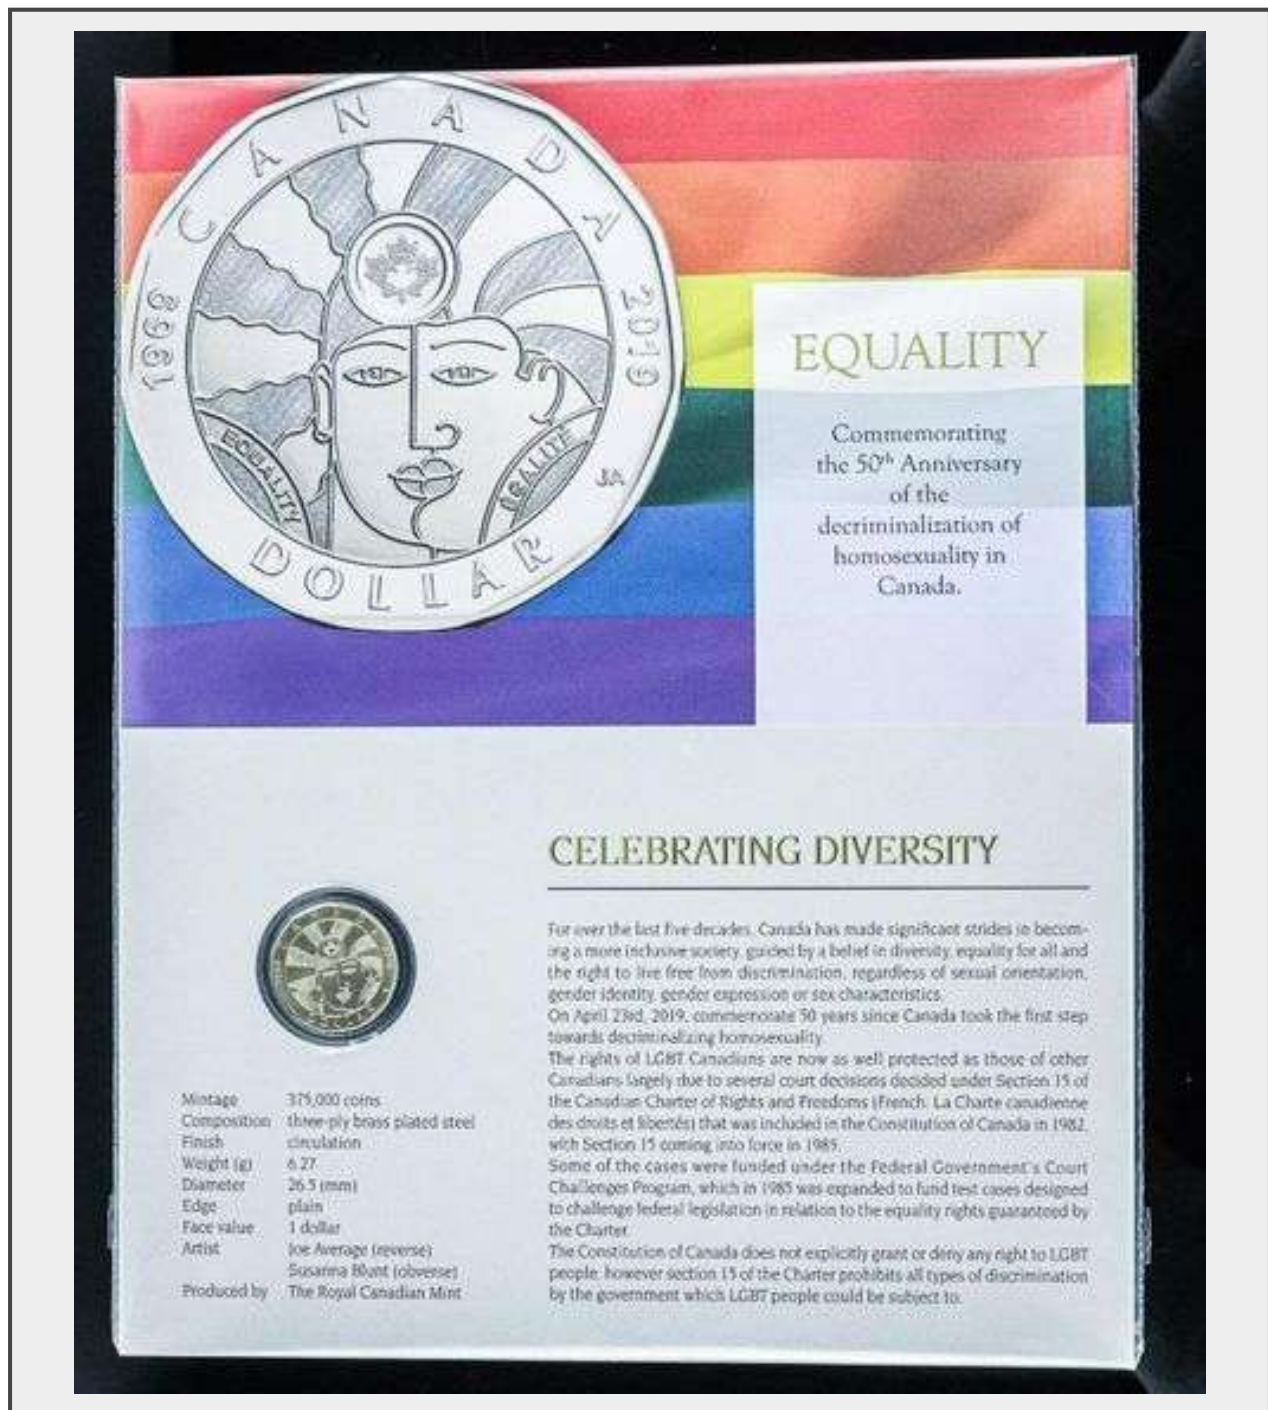 CANADA
1969
2019
EQUALITY
ÉGALITÉ
JA
DOLLAR
EQUALITY
Commemorating
the 50th Anniversary
of the
decriminalization of
homosexuality in
Canada.
CELEBRATING DIVERSITY
For over the last five decades, Canada has made significant strides in becom-
ing a more inclusive society, guided by a belief in diversity, equality for all and
the right to live free from discrimination, regardless of sexual orientation,
gender identity, gender expression or sex characteristics.
On April 23rd, 2019, commemorate 50 years since Canada took the first step
towards decriminalizing homosexuality.
The rights of LGBT Canadians are now as well protected as those of other
Canadians largely due to several court decisions decided under Section 15 of
the Canadian Charter of Rights and Freedoms (French: La Charte canadienne
des droits et libertés) that was included in the Constitution of Canada in 1982,
with Section 15 coming into force in 1985.
Some of the cases were funded under the Federal Government's Court
Challenges Program, which in 1985 was expanded to fund test cases designed
to challenge federal legislation in relation to the equality rights guaranteed by
the Charter.
The Constitution of Canada does not explicitly grant or deny any right to LGBT
people, however section 15 of the Charter prohibits all types of discrimination
by the government which LGBT people could be subject to.
Mintage 375,000 coins
Composition three-ply brass plated steel
Finish circulation
Weight (g) 6.27
Diameter 26.5 (mm)
Edge plain
Face value 1 dollar
Artist Joe Average (reverse)
Susanna Blunt (obverse)
Produced by The Royal Canadian Mint